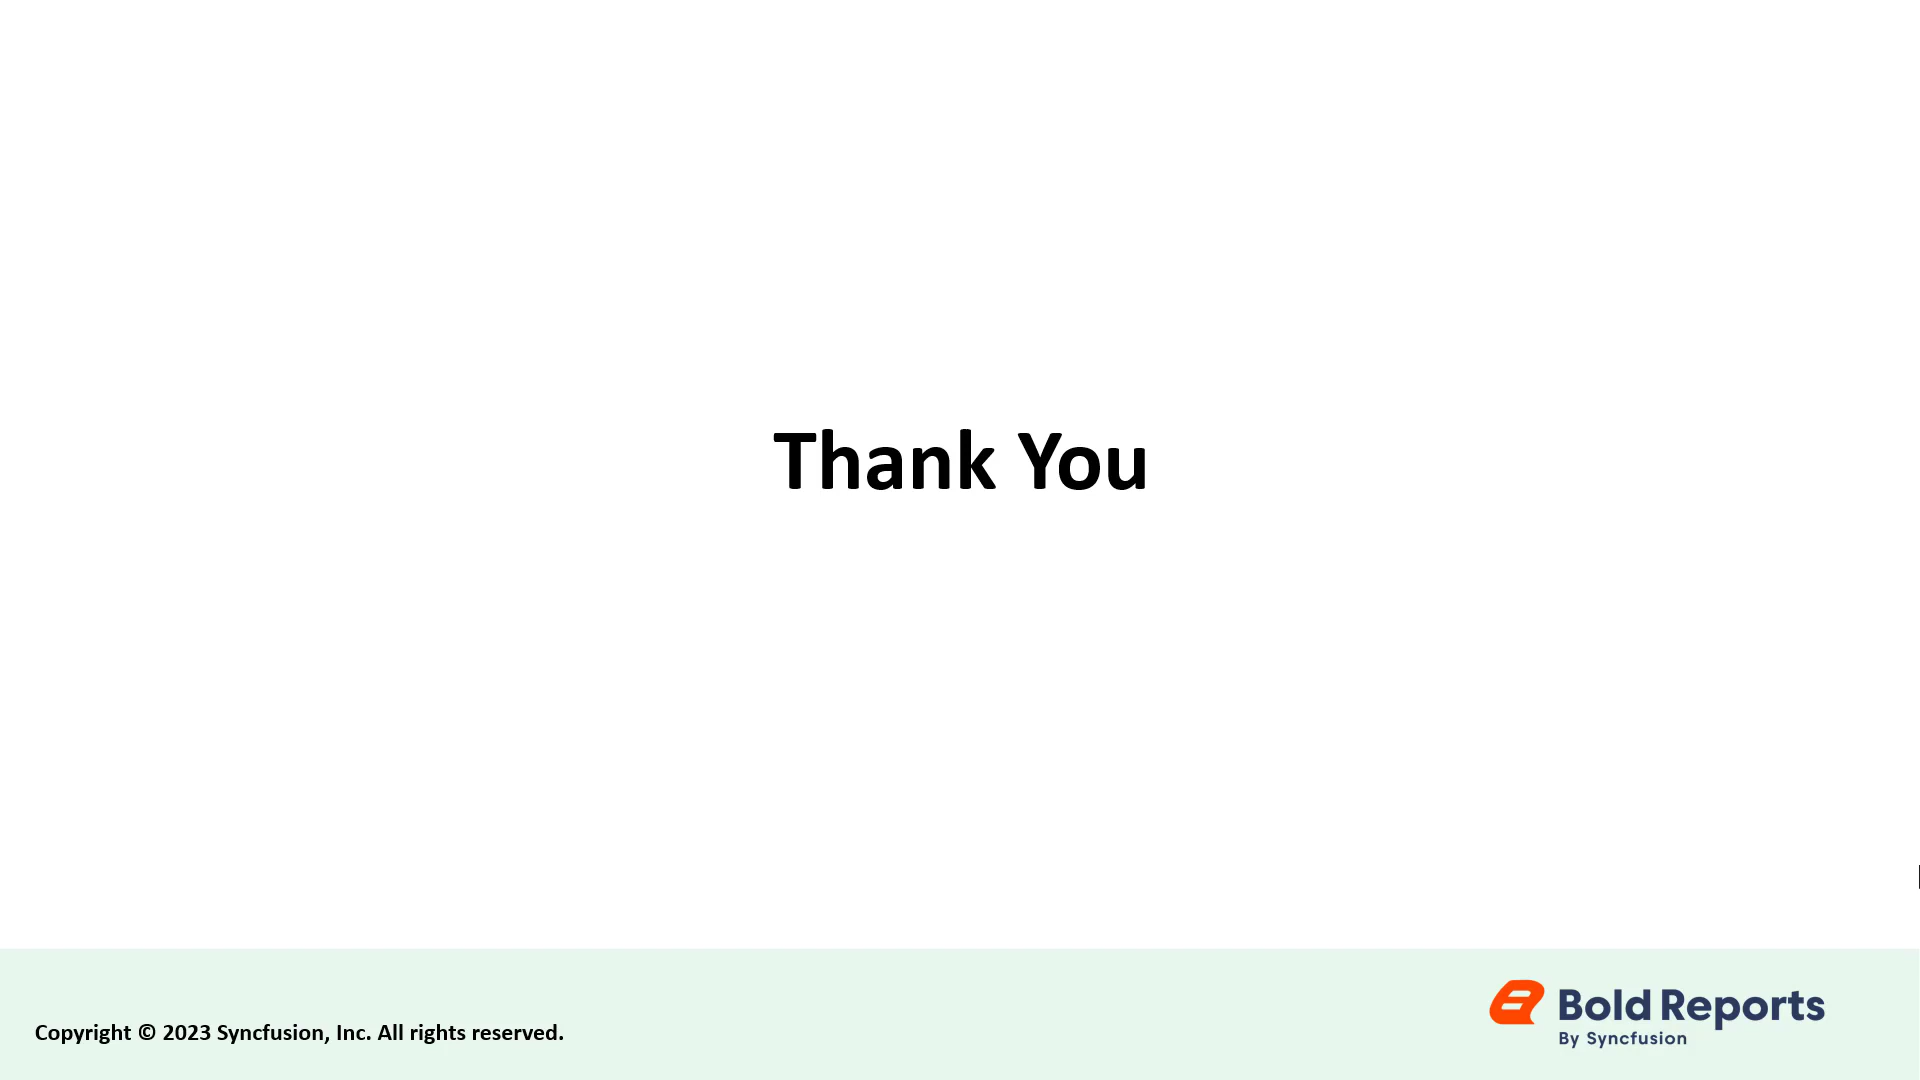 Thank You
Copyright © 2023 Syncfusion, Inc. All rights reserved.
Bold Reports
By Syncfusion